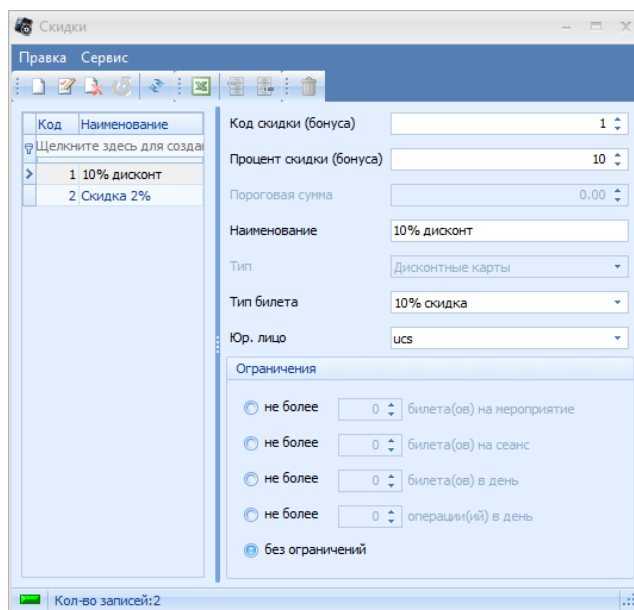 Скидки
Правка Сервис
Код Наименование
Щелкните здесь для созда
1 10% дисконт
2 Скидка 2%
Код скидки (бонуса) 1
Процент скидки (бонуса) 10
Пороговая сумма 0.00
Наименование 10% дисконт
Тип Дисконтные карты
Тип билета 10% скидка
Юр. лицо ucs
Ограничения
не более 0 билета(ов) на мероприятие
не более 0 билета(ов) на сеанс
не более 0 билета(ов) в день
не более 0 операции(ий) в день
без ограничений
Кол-во записей:2